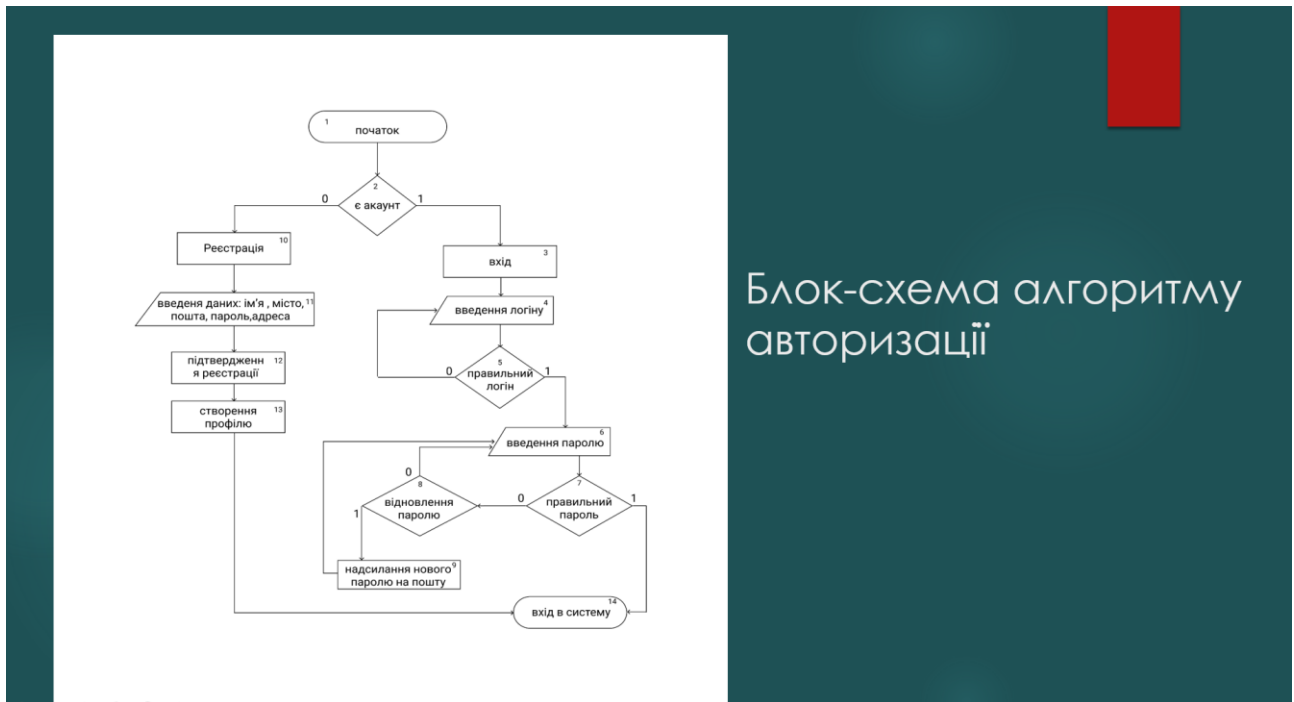 1
початок
2
є акаунт
0
1
Реєстрація
10
введеня даних: ім'я , місто,
пошта, пароль,адреса
11
підтвердженн
я реєстрації
12
створення
профілю
13
вхід
3
введення логіну
4
5
правильний
логін
0
1
введення паролю
6
7
правильний
пароль
0
1
8
відновлення
паролю
0
1
надсилання нового
паролю на пошту
9
вхід в систему
14
Блок-схема алгоритму
авторизації